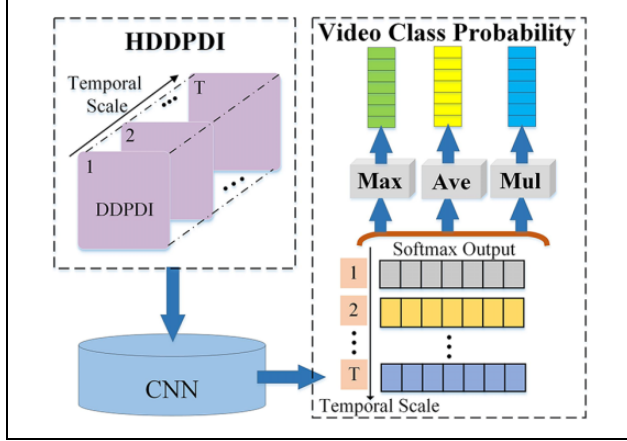 HDDPDI
Temporal
Scale
T
2
1
DDPDI
CNN
Video Class Probability
Max Ave Mul
Softmax Output
1
2
T
Temporal Scale